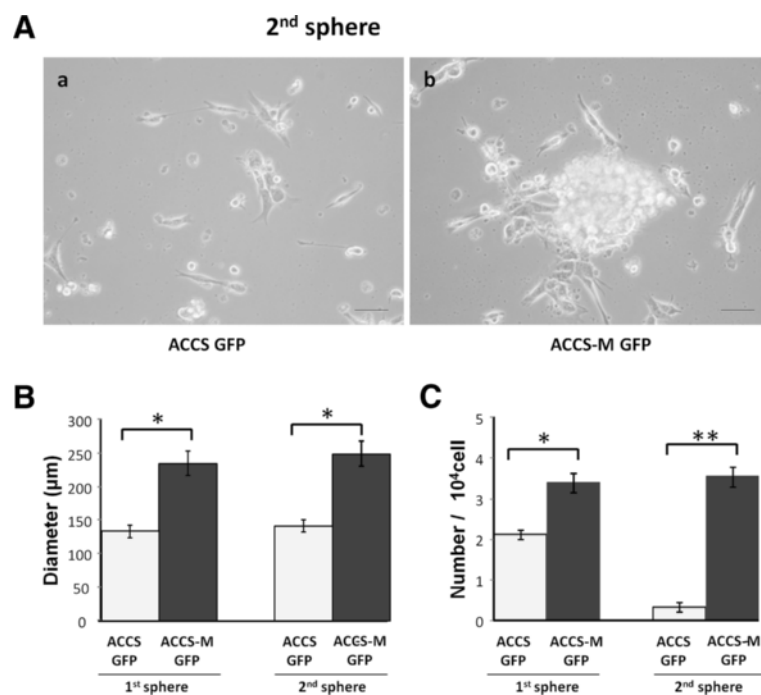 A
2nd sphere
a
b
ACCS GFP
ACCS-M GFP
B
Diameter (μm)
300
250
200
150
100
50
0
*
*
ACCS GFP
ACCS-M GFP
ACCS GFP
ACGS-M GFP
1st sphere
2nd sphere
C
Number / 10⁴cell
5
4
3
2
1
0
*
**
ACCS GFP
ACCS-M GFP
ACCS GFP
ACCS-M GFP
1st sphere
2nd sphere